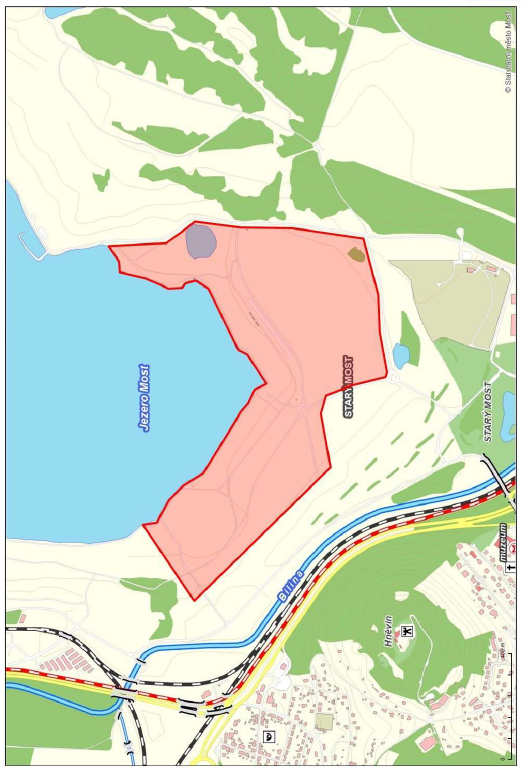 © Statutární město Most
Jezero Most
STARÝ MOST
STARÝ MOST
Bílina
muzeum
Hněvín